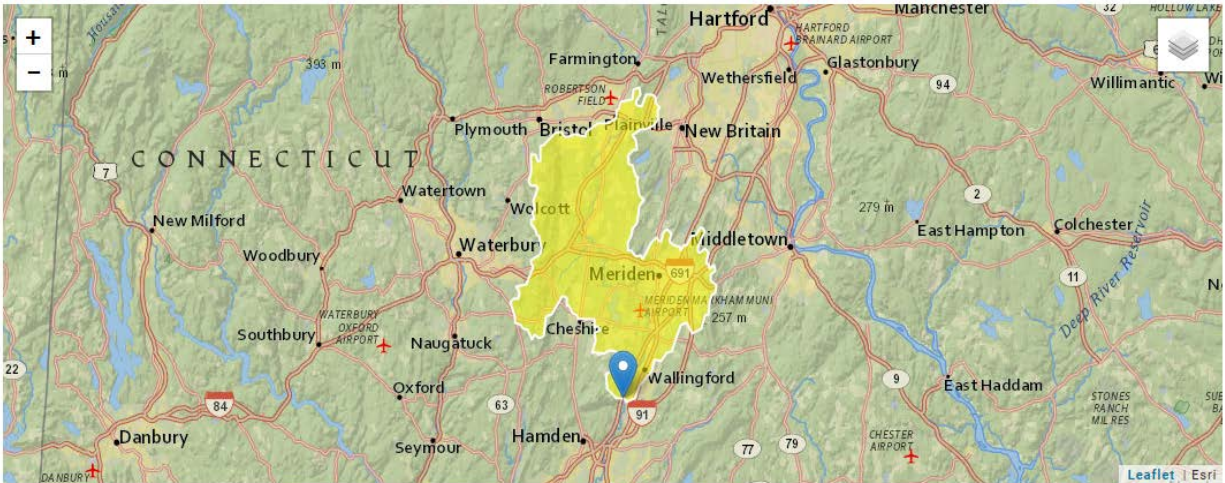 +
−
Hartford
Manchester
32
HARTFORD
BRAINARD AIRPORT
393 m
Farmington
Wethersfield
Glastonbury
Willimantic
94
ROBERTSON
FIELD
Plymouth
Bristol
Plainville
New Britain
CONNECTICUT
7
Watertown
Wolcott
2
279 m
New Milford
East Hampton
Colchester
Waterbury
Middletown
Woodbury
Meriden
691
11
Deep River Reservoir
MERIDEN MA
KHAM MUNI
AIRPORT
257 m
WATERBURY
OXFORD
AIRPORT
Cheshire
Southbury
Naugatuck
22
Wallingford
9
East Haddam
Oxford
63
84
91
STONES
RANCH
MIL RES
Danbury
Seymour
Hamden
77
79
CHESTER
AIRPORT
DANBURY
Leaflet | Esri